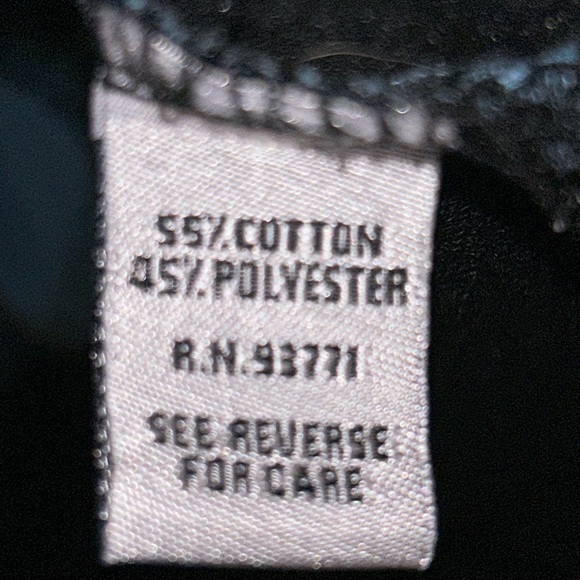 55% COTTON
45% POLYESTER
R.N. 93771
SEE REVERSE
FOR CARE